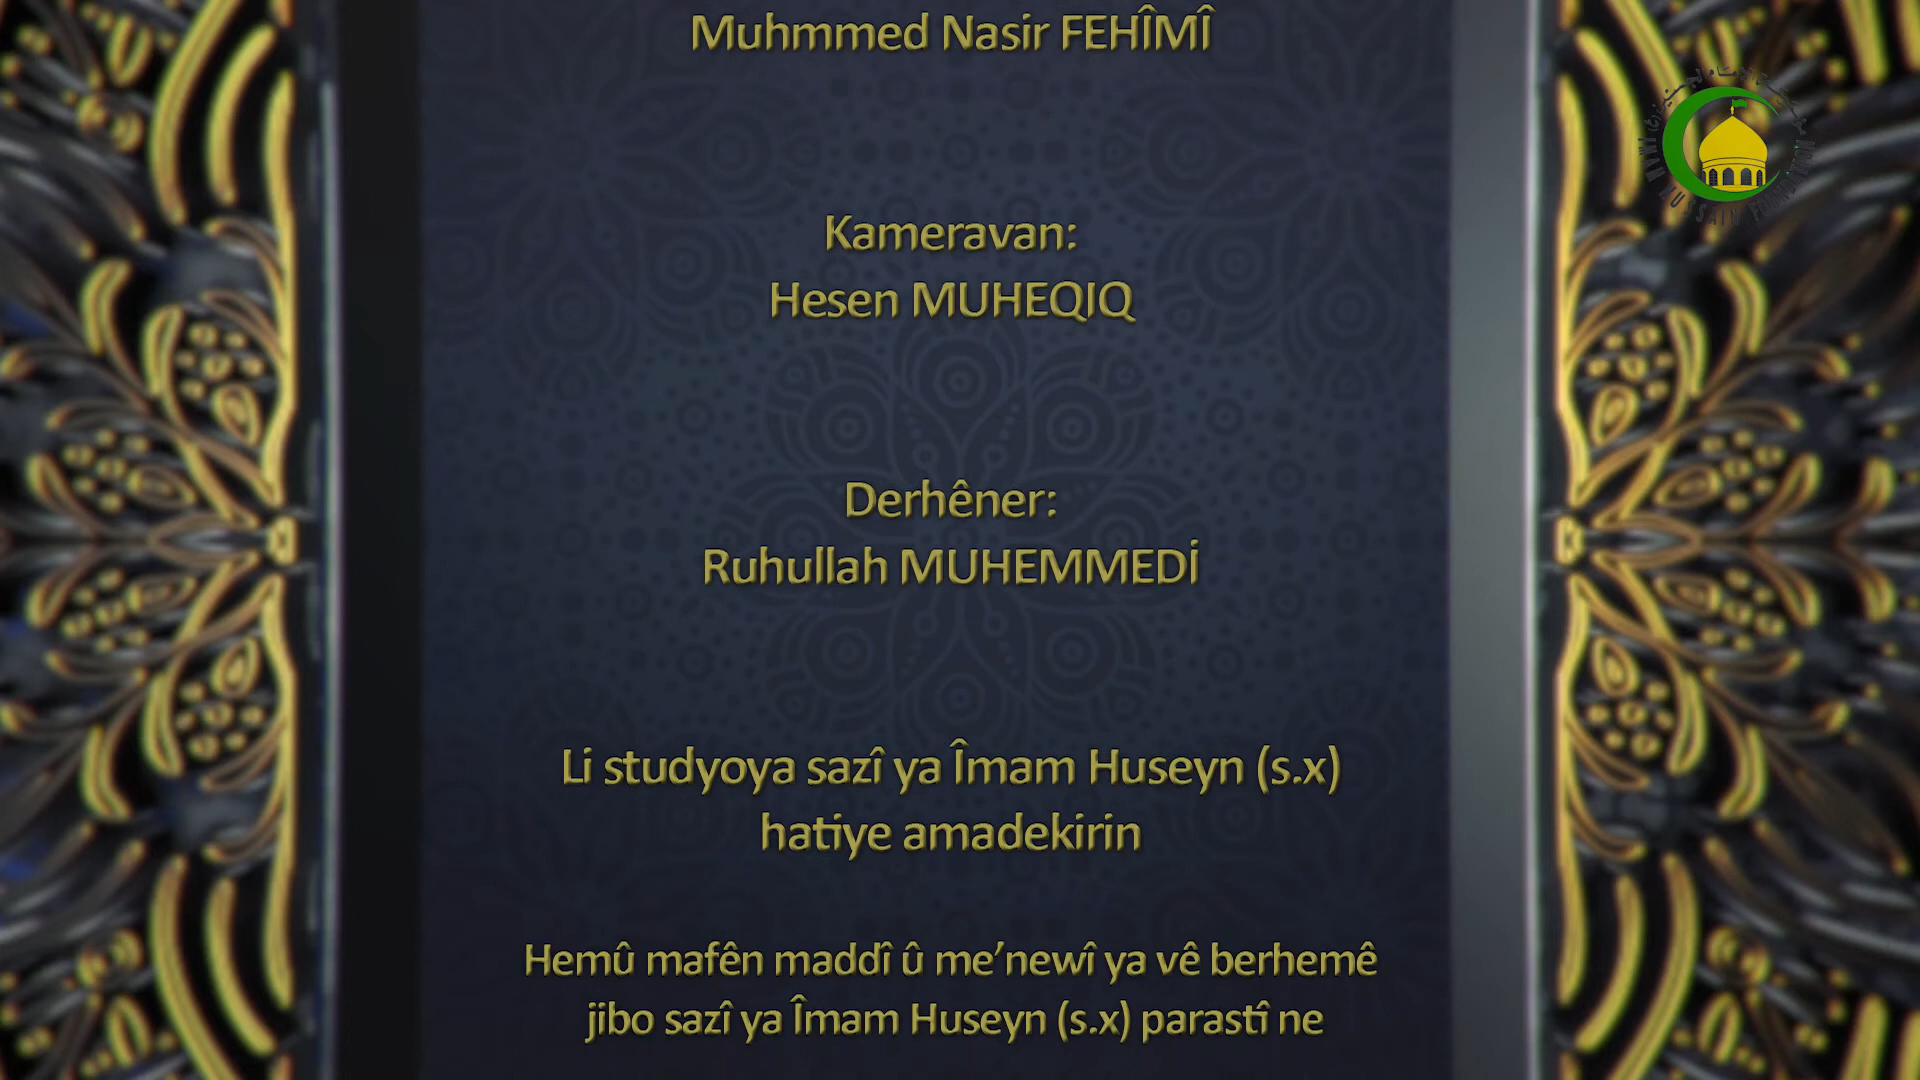 Muhmmed Nasir FEHÎMÎ
Kameravan:
Hesen MUHEQIQ
Derhêner:
Ruhullah MUHEMMEDİ
Li studyoya sazî ya Îmam Huseyn (s.x)
hatiye amadekirin
Hemû mafên maddî û me’newî ya vê berhemê
jibo sazî ya Îmam Huseyn (s.x) parastî ne